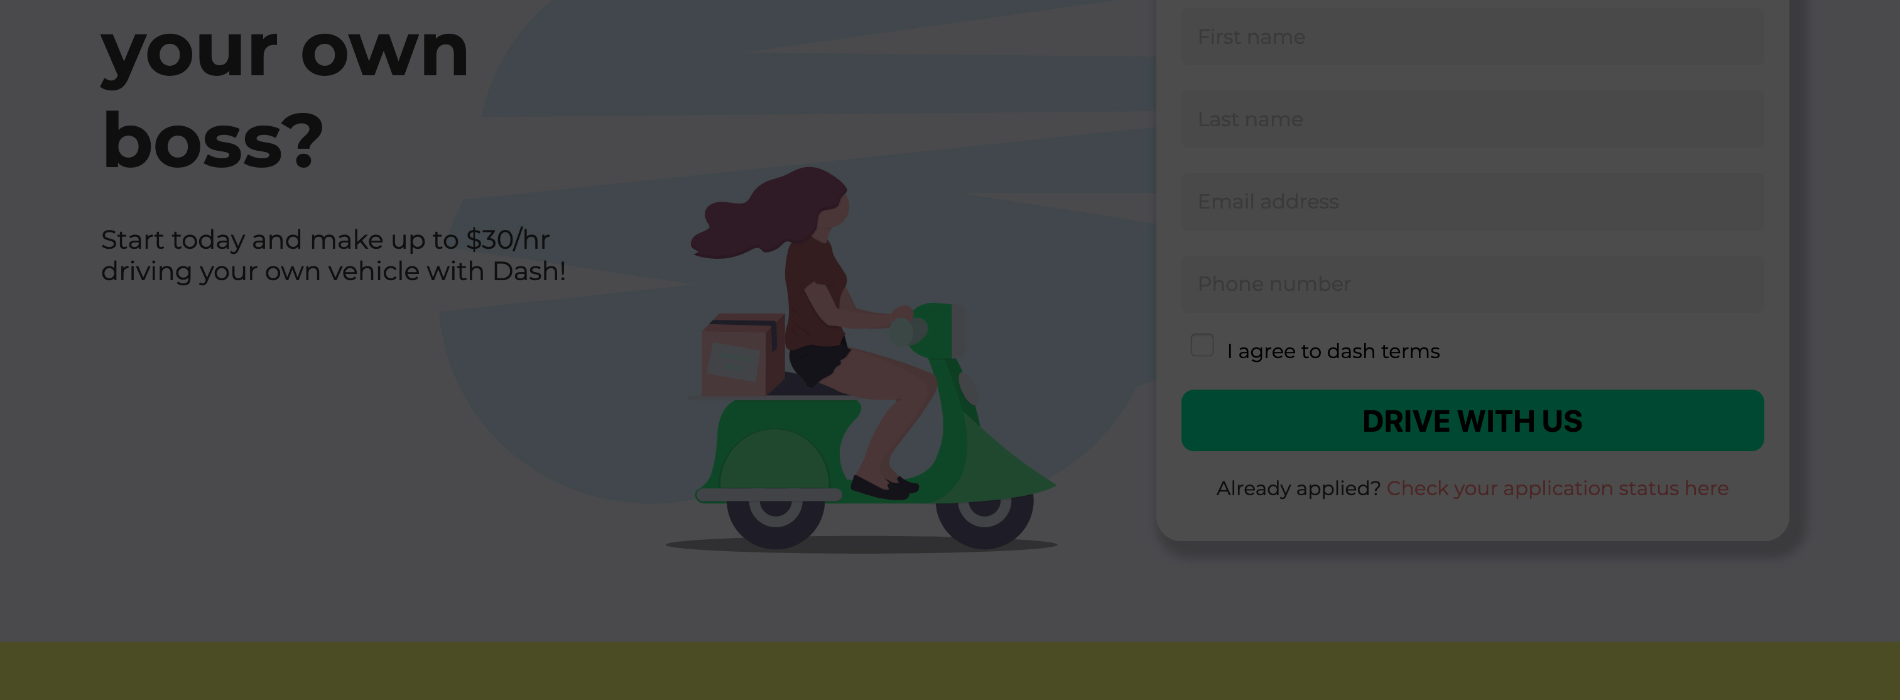 your own
boss?
Start today and make up to $30/hr
driving your own vehicle with Dash!
First name
Last name
Email address
Phone number
I agree to dash terms
DRIVE WITH US
Already applied? Check your application status here